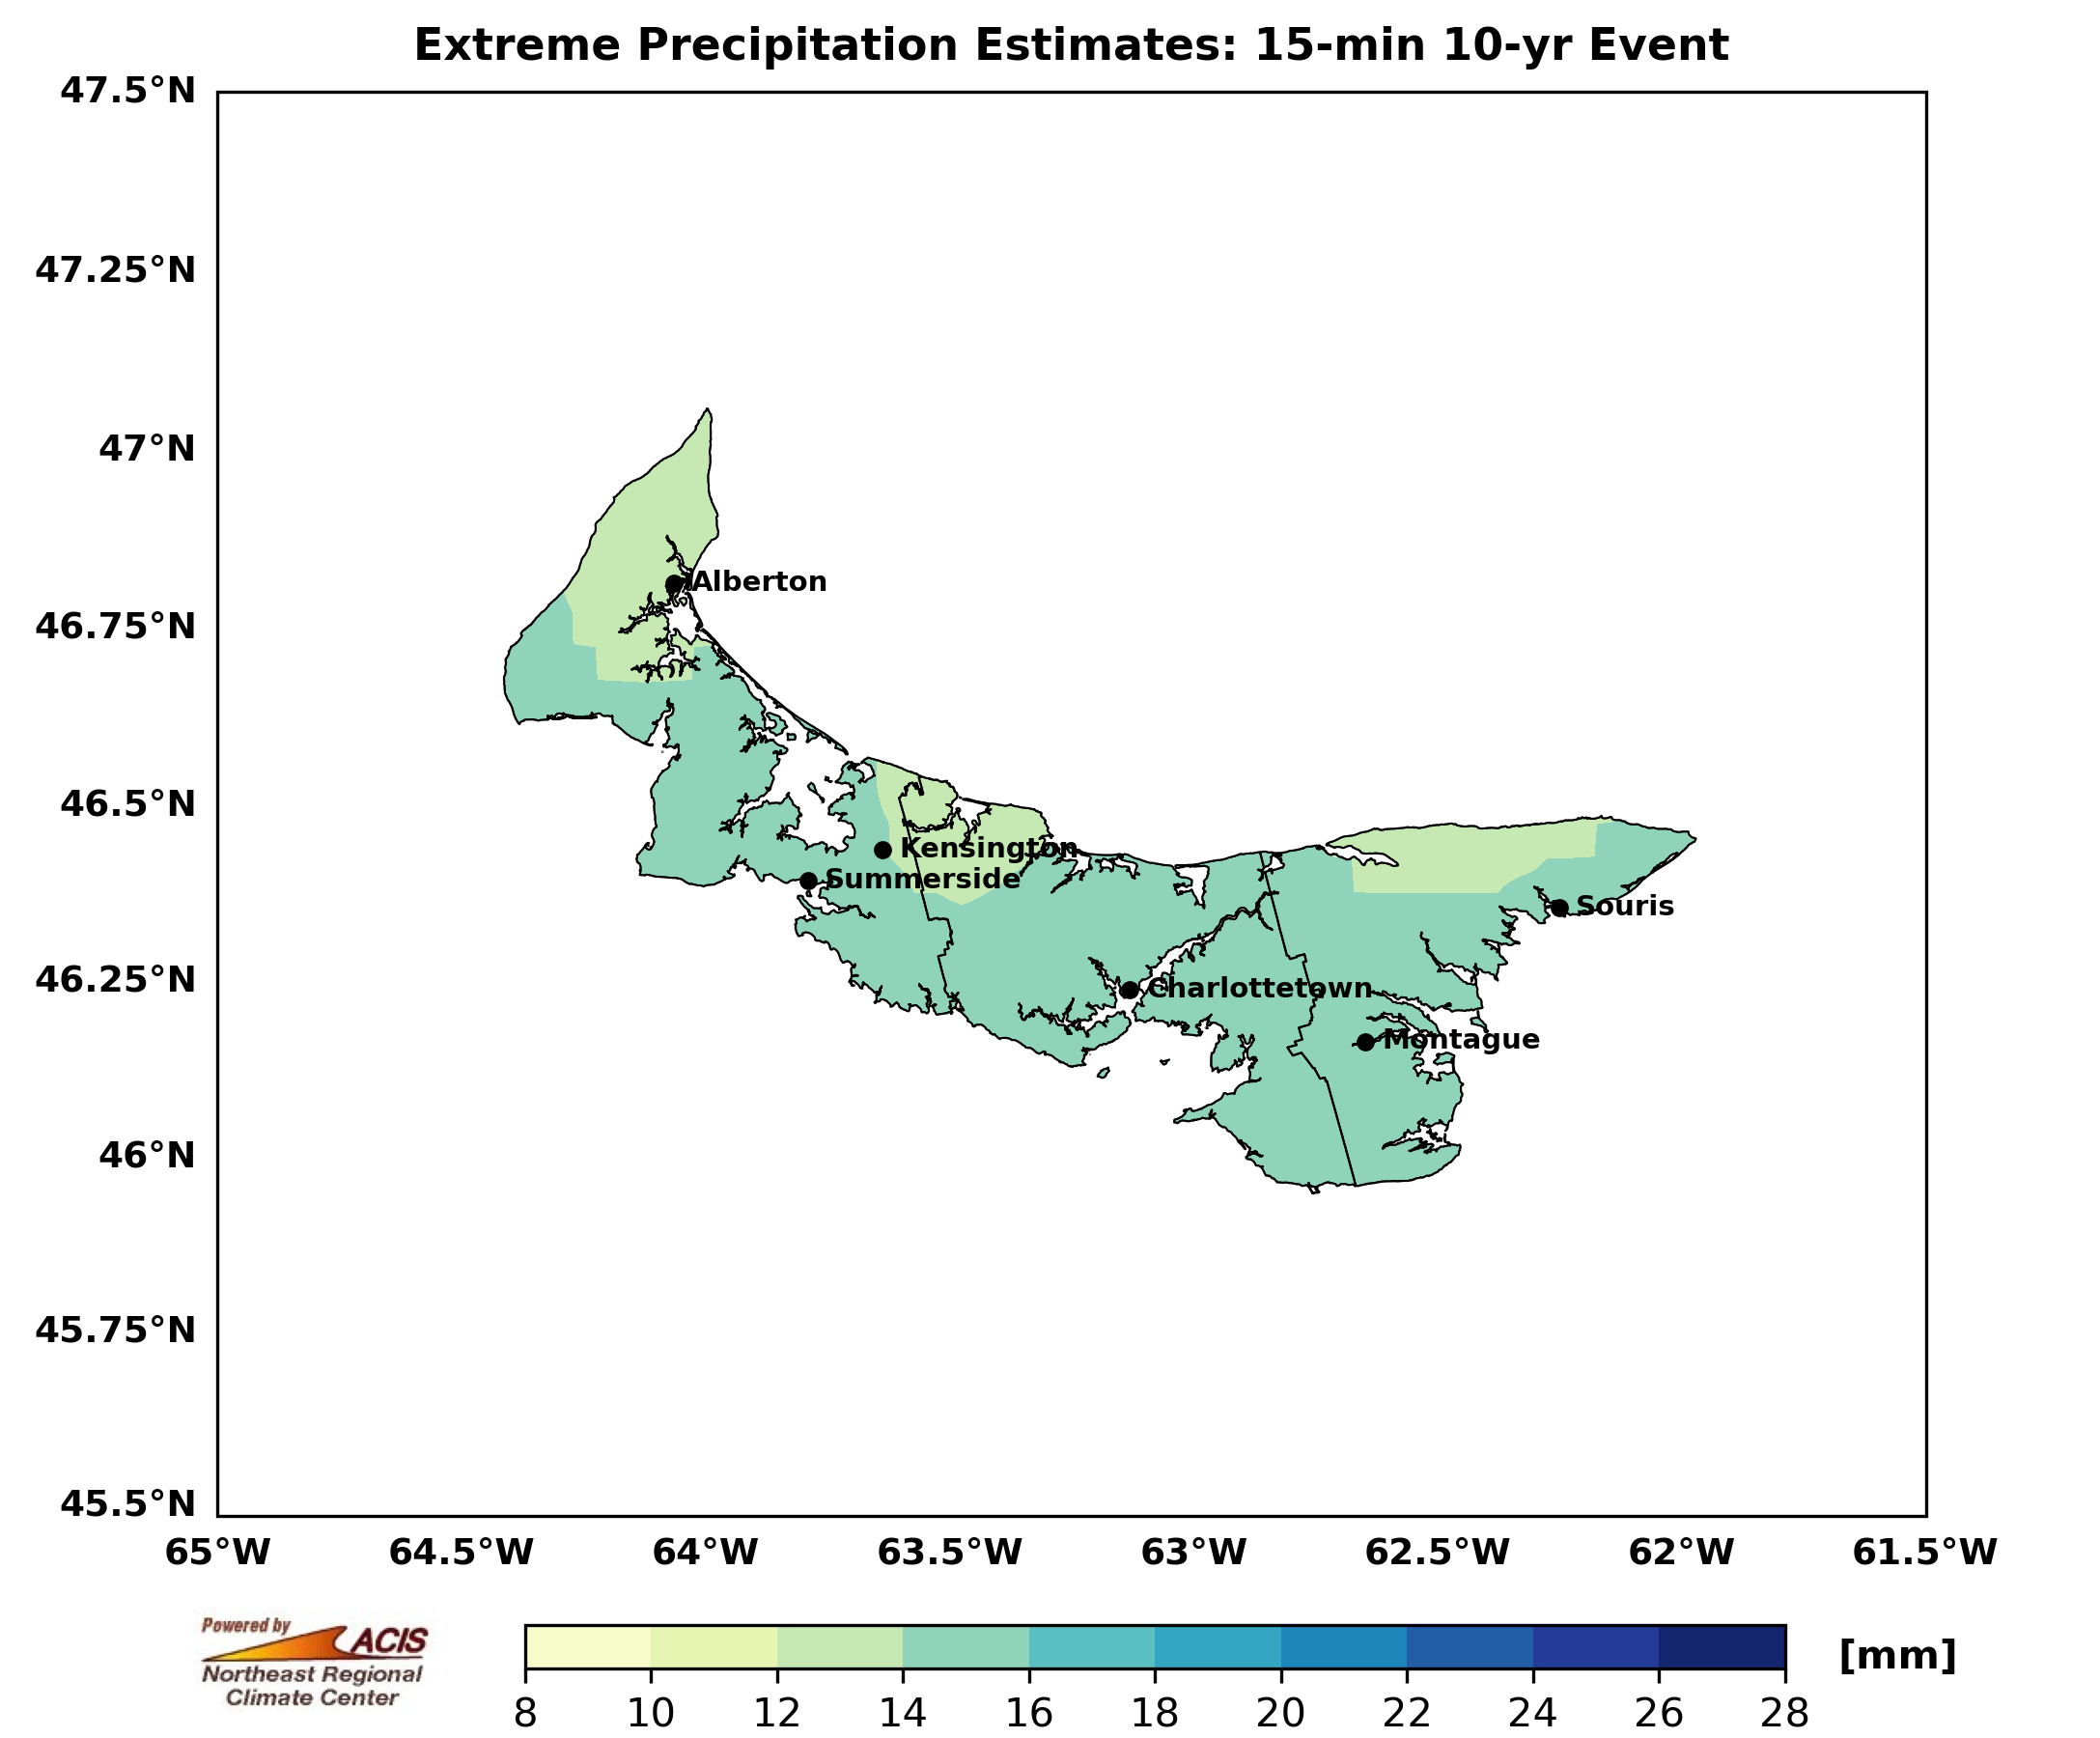 Extreme Precipitation Estimates: 15-min 10-yr Event
47.5°N
47.25°N
47°N
46.75°N
46.5°N
46.25°N
46°N
45.75°N
45.5°N
Alberton
Kensington
Summerside
Souris
Charlottetown
Montague
65°W 64.5°W 64°W 63.5°W 63°W 62.5°W 62°W 61.5°W
Powered by
ACIS
Northeast Regional
Climate Center
[mm]
8 10 12 14 16 18 20 22 24 26 28